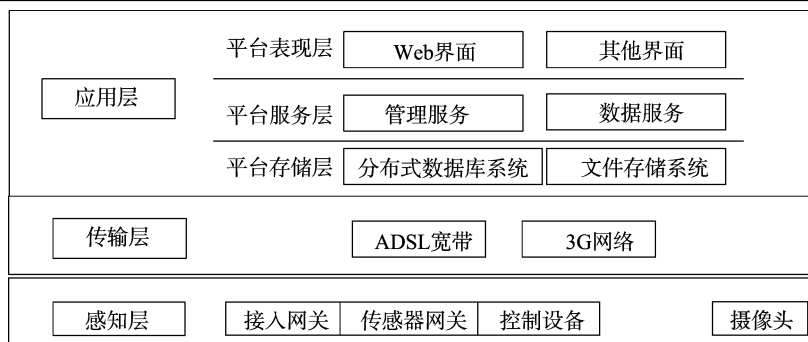 平台表现层 Web界面 其他界面
应用层
平台服务层 管理服务 数据服务
平台存储层 分布式数据库系统 文件存储系统
传输层 ADSL宽带 3G网络
感知层 接入网关 传感器网关 控制设备 摄像头